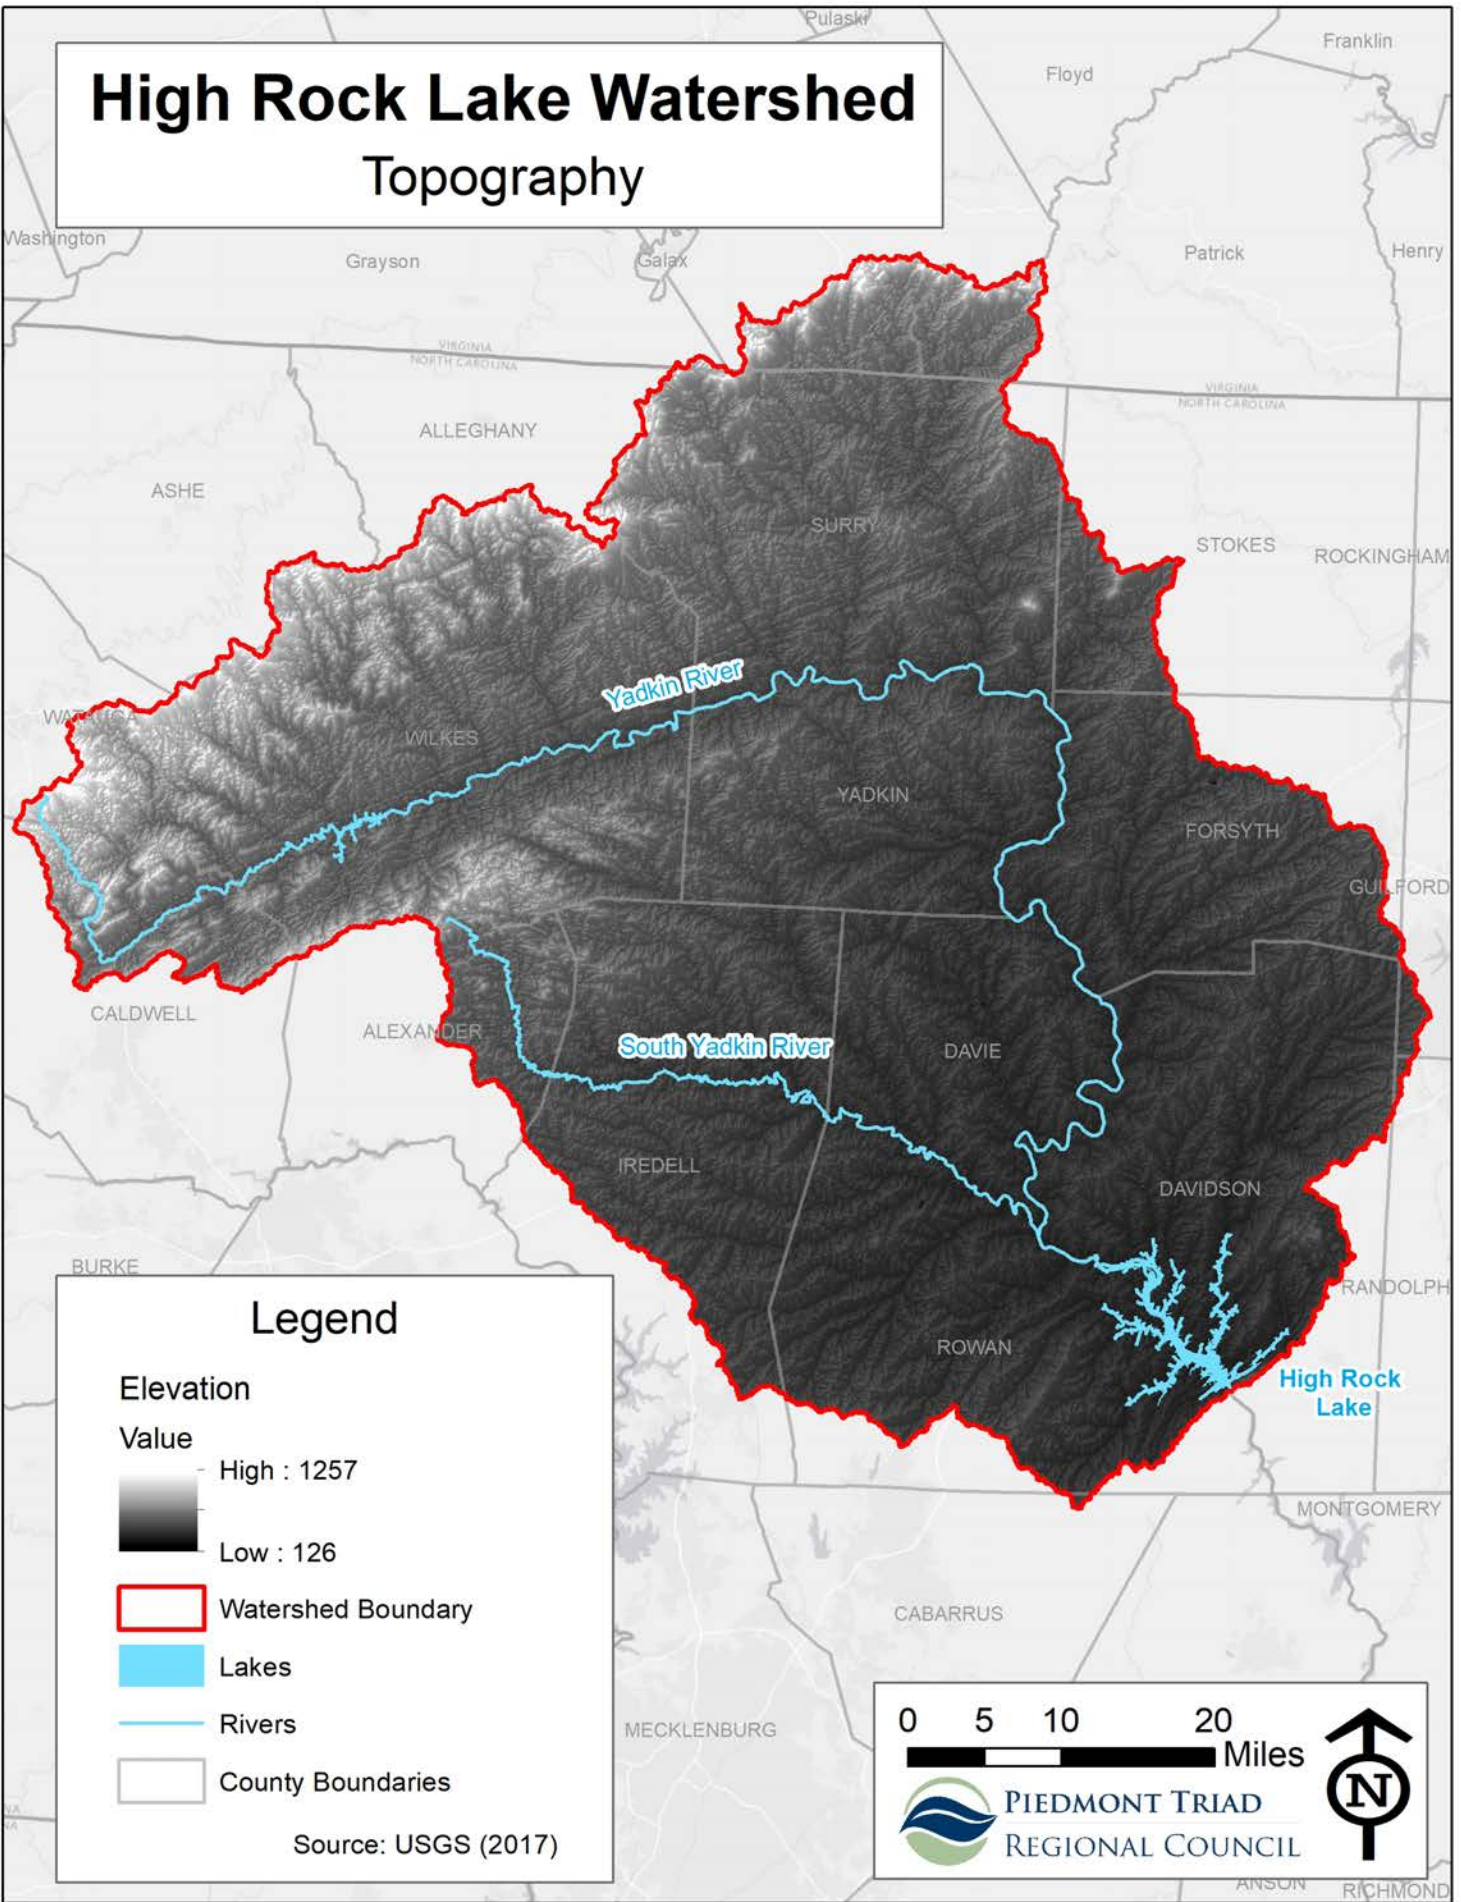 Pulaski
Franklin
Floyd
High Rock Lake Watershed
Topography
Washington
Grayson
Galax
Patrick
Henry
VIRGINIA
NORTH CAROLINA
VIRGINIA
NORTH CAROLINA
ALLEGHANY
ASHE
SURRY
STOKES
ROCKINGHAM
Yadkin River
WATAUGA
WILKES
YADKIN
FORSYTH
GUILFORD
CALDWELL
ALEXANDER
South Yadkin River
DAVIE
IREDELL
DAVIDSON
BURKE
RANDOLPH
ROWAN
High Rock
Lake
Legend
Elevation
Value
High : 1257
Low : 126
Watershed Boundary
Lakes
Rivers
County Boundaries
Source: USGS (2017)
MONTGOMERY
CABARRUS
MECKLENBURG
0 5 10 20
Miles
N
PIEDMONT TRIAD
REGIONAL COUNCIL
ANSON
RICHMOND